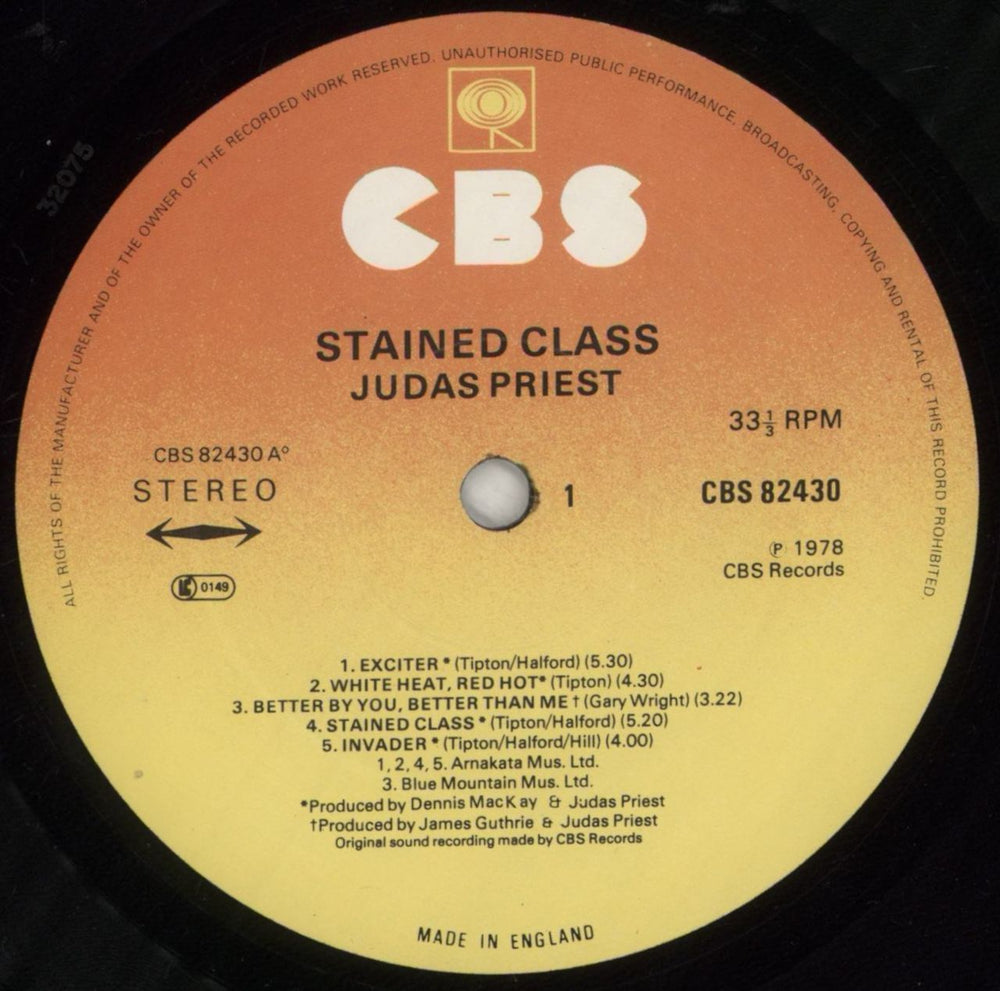 ALL RIGHTS OF THE MANUFACTURER AND OF THE OWNER OF THE RECORDED WORK RESERVED. UNAUTHORISED PUBLIC PERFORMANCE, BROADCASTING, COPYING AND RENTAL OF THIS RECORD PROHIBITED.
32075
CBS
STAINED CLASS
JUDAS PRIEST
33⅓ RPM
CBS 82430 A°
STEREO
1
CBS 82430
℗ 1978
CBS Records
LC 0149
1. EXCITER * (Tipton/Halford) (5.30)
2. WHITE HEAT, RED HOT* (Tipton) (4.30)
3. BETTER BY YOU, BETTER THAN ME † (Gary Wright) (3.22)
4. STAINED CLASS * (Tipton/Halford) (5.20)
5. INVADER * (Tipton/Halford/Hill) (4.00)
1, 2, 4, 5. Arnakata Mus. Ltd.
3. Blue Mountain Mus. Ltd.
*Produced by Dennis MacKay & Judas Priest
†Produced by James Guthrie & Judas Priest
Original sound recording made by CBS Records
MADE IN ENGLAND